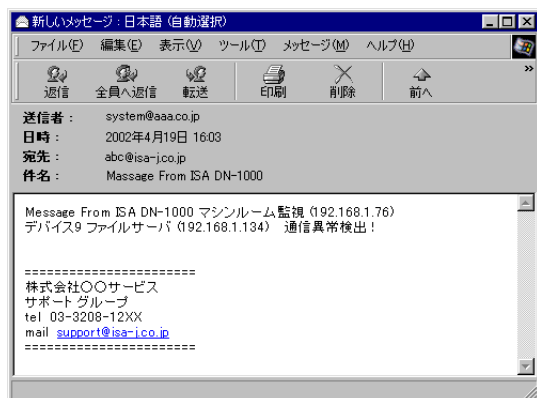 新しいメッセージ : 日本語 (自動選択)
ファイル(F) 編集(E) 表示(V) ツール(T) メッセージ(M) ヘルプ(H)
返信 全員へ返信 転送 印刷 削除 前へ »
送信者 : system@aaa.co.jp
日時 : 2002年4月19日 16:03
宛先 : abc@isa-j.co.jp
件名 : Massage From ISA DN-1000
Message From ISA DN-1000 マシンルーム監視 (192.168.1.76)
デバイス9 ファイルサーバ (192.168.1.134) 通信異常検出！
========================
株式会社〇〇サービス
サポートグループ
tel 03-3208-12XX
mail support@isa-j.co.jp
========================